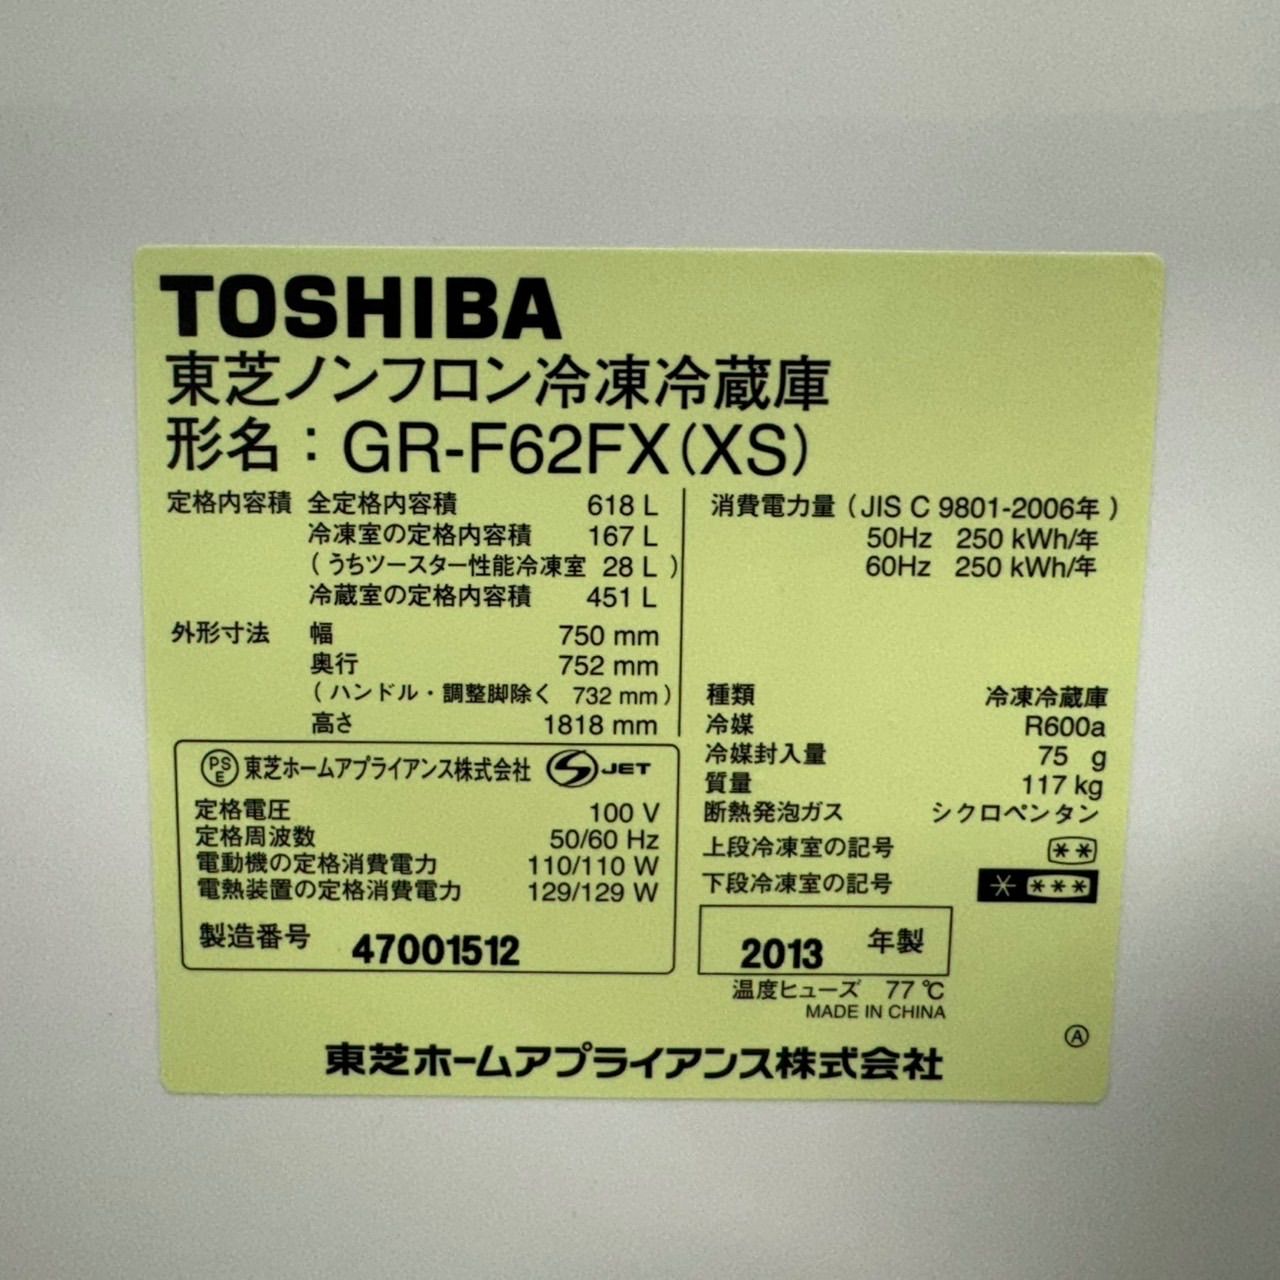 TOSHIBA
東芝ノンフロン冷凍冷蔵庫
形名：GR-F62FX(XS)
定格内容積 全定格内容積 618 L
冷凍室の定格内容積 167 L
（うちツースター性能冷凍室 28 L）
冷蔵室の定格内容積 451 L
外形寸法 幅 750 mm
奥行 752 mm
（ハンドル・調整脚除く 732 mm）
高さ 1818 mm
消費電力量（JIS C 9801-2006年）
50Hz 250 kWh/年
60Hz 250 kWh/年
種類 冷凍冷蔵庫
冷媒 R600a
冷媒封入量 75 g
質量 117 kg
断熱発泡ガス シクロペンタン
上段冷凍室の記号 **
下段冷凍室の記号 * ***
PSE 東芝ホームアプライアンス株式会社 JET
定格電圧 100 V
定格周波数 50/60 Hz
電動機の定格消費電力 110/110 W
電熱装置の定格消費電力 129/129 W
製造番号 47001512
2013 年製
温度ヒューズ 77℃
MADE IN CHINA
Ⓐ
東芝ホームアプライアンス株式会社